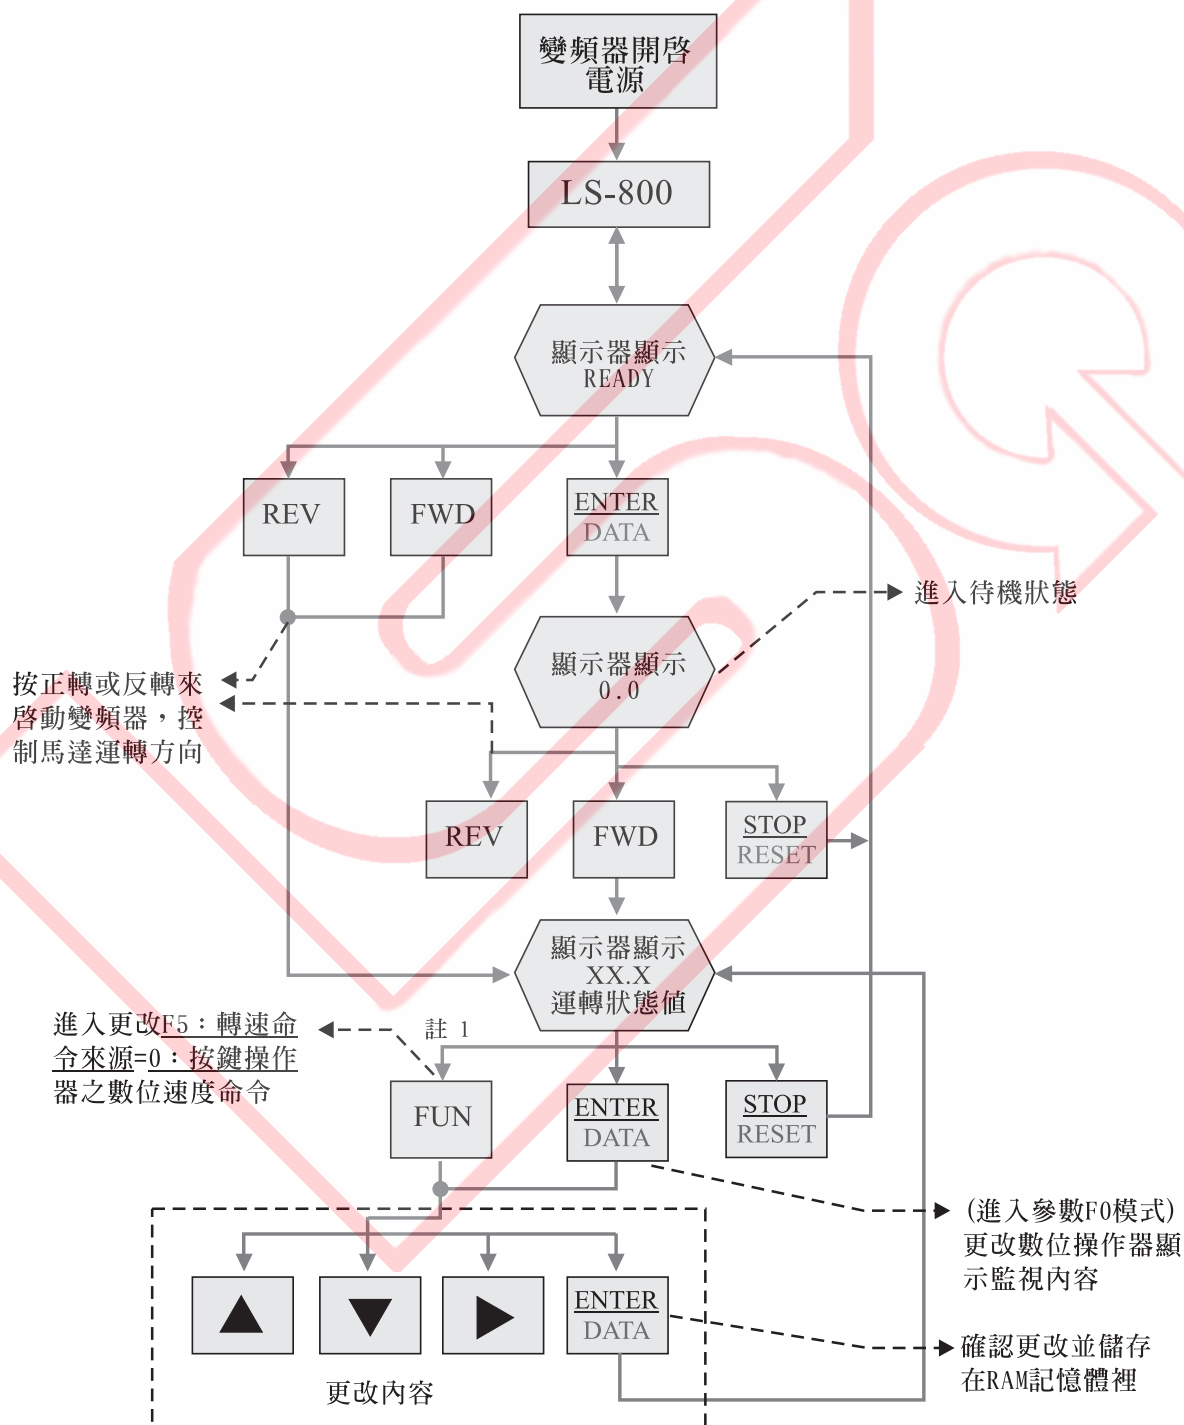 變頻器開啓
電源
LS-800
顯示器顯示
READY
REV
FWD
ENTER
DATA
進入待機狀態
顯示器顯示
0.0
按正轉或反轉來
啓動變頻器，控
制馬達運轉方向
REV
FWD
STOP
RESET
顯示器顯示
XX.X
運轉狀態值
進入更改F5：轉速命
令來源=0：按鍵操作
器之數位速度命令
註 1
FUN
ENTER
DATA
STOP
RESET
(進入參數F0模式)
更改數位操作器顯
示監視內容
ENTER
DATA
確認更改並儲存
在RAM記憶體裡
更改內容